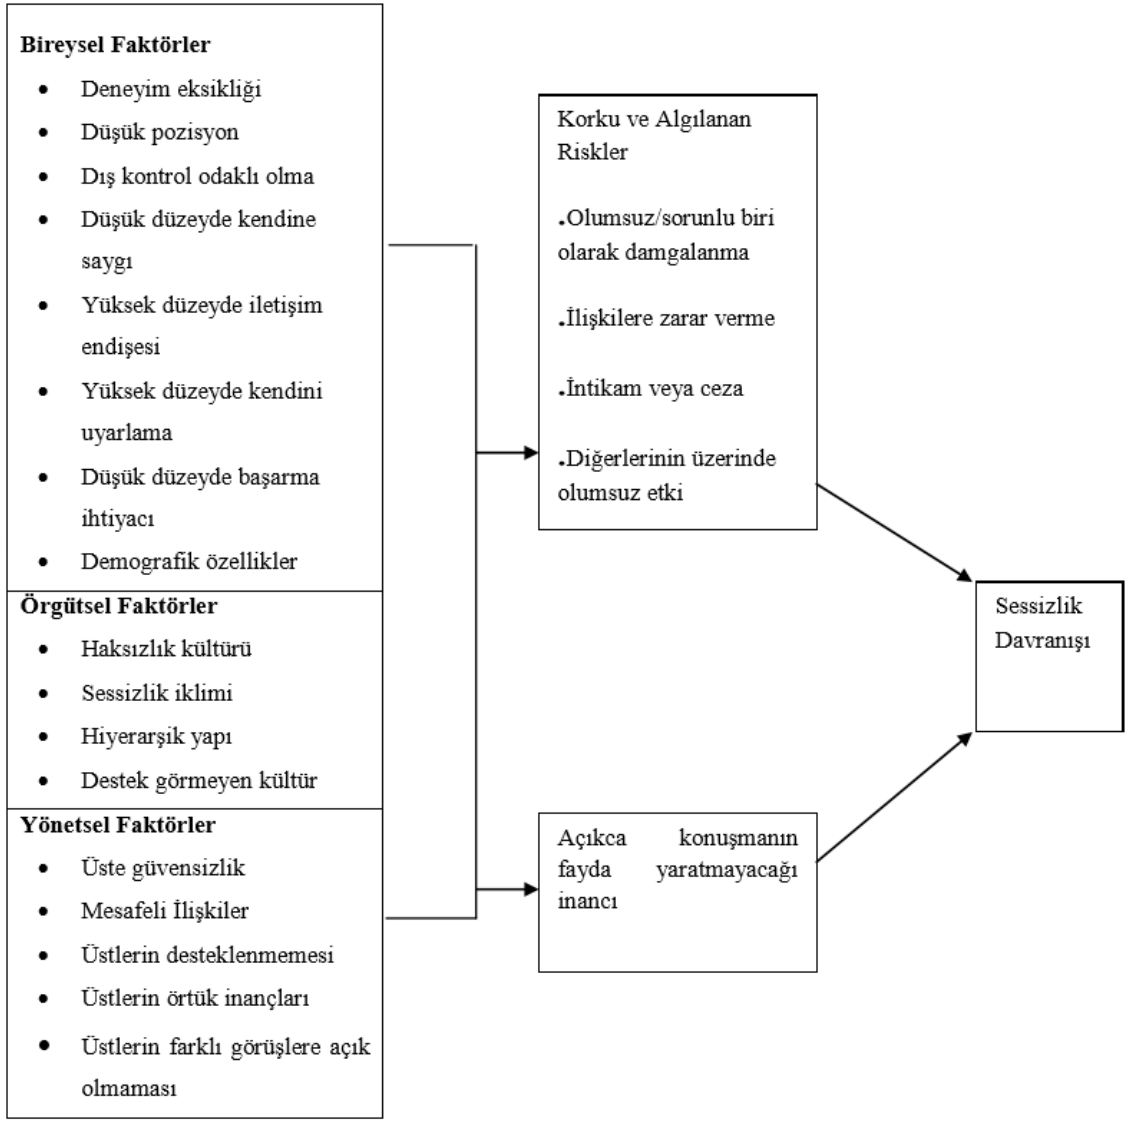 Bireysel Faktörler
• Deneyim eksikliği
• Düşük pozisyon
• Dış kontrol odaklı olma
• Düşük düzeyde kendine
saygı
• Yüksek düzeyde iletişim
endişesi
• Yüksek düzeyde kendini
uyarlama
• Düşük düzeyde başarma
ihtiyacı
• Demografik özellikler
Örgütsel Faktörler
• Haksızlık kültürü
• Sessizlik iklimi
• Hiyerarşik yapı
• Destek görmeyen kültür
Yönetsel Faktörler
• Üste güvensizlik
• Mesafeli İlişkiler
• Üstlerin desteklenmemesi
• Üstlerin örtük inançları
• Üstlerin farklı görüşlere açık
olmaması
Korku ve Algılanan
Riskler
.Olumsuz/sorunlu biri
olarak damgalanma
.İlişkilere zarar verme
.İntikam veya ceza
.Diğerlerinin üzerinde
olumsuz etki
Açıkca konuşmanın
fayda yaratmayacağı
inancı
Sessizlik
Davranışı